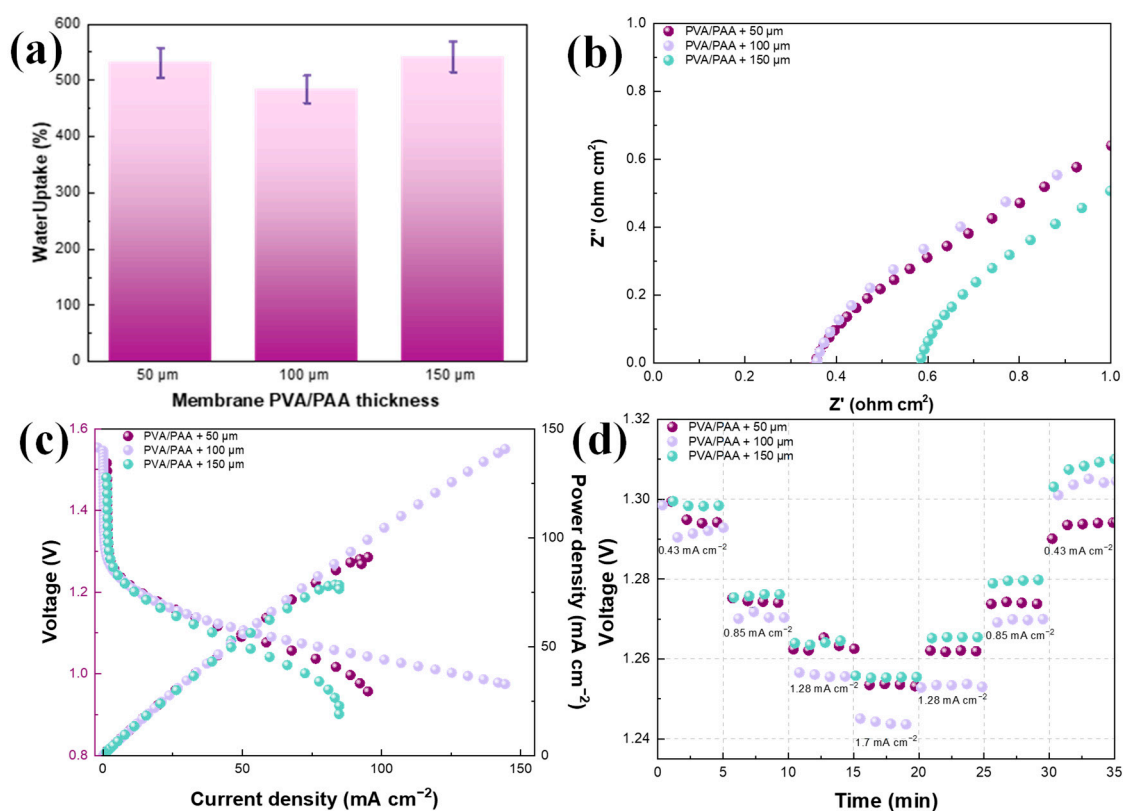 (a)
600
500
400
300
200
100
0
WaterUptake (%)
50 µm
100 µm
150 µm
Membrane PVA/PAA thickness
(b)
PVA/PAA + 50 µm
PVA/PAA + 100 µm
PVA/PAA + 150 µm
1.0
0.8
0.6
0.4
0.2
0.0
Z'' (ohm cm²)
0.0 0.2 0.4 0.6 0.8 1.0
Z' (ohm cm²)
(c)
PVA/PAA + 50 µm
PVA/PAA + 100 µm
PVA/PAA + 150 µm
1.6
1.4
1.2
1.0
0.8
Voltage (V)
150
100
50
0
Power density (mA cm⁻²)
0 50 100 150
Current density (mA cm⁻²)
(d)
PVA/PAA + 50 µm
PVA/PAA + 100 µm
PVA/PAA + 150 µm
1.32
1.30
1.28
1.26
1.24
Voltage (V)
0.43 mA cm⁻²
0.85 mA cm⁻²
1.28 mA cm⁻²
1.7 mA cm⁻²
1.28 mA cm⁻²
0.85 mA cm⁻²
0.43 mA cm⁻²
0 5 10 15 20 25 30 35
Time (min)